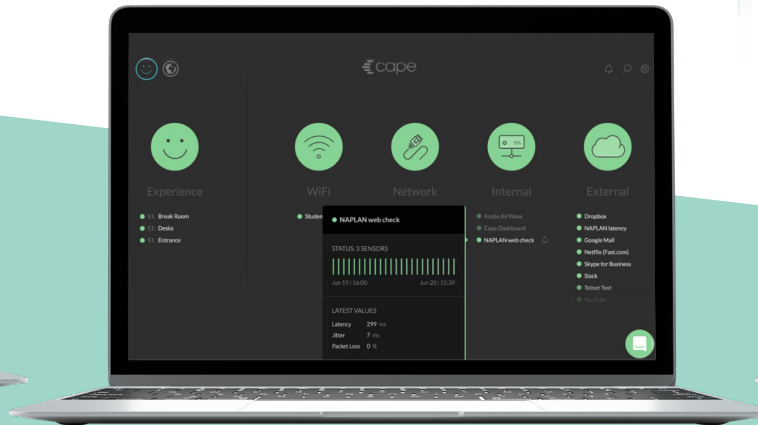 cape
Experience
WiFi
Network
Internal
External
S1: Break Room
S1: Desks
S1: Entrance
Studen
NAPLAN web check
STATUS: 3 SENSORS
Jun 19 | 16:00
Jun 20 | 15:39
LATEST VALUES
Latency 299 ms
Jitter 7 ms
Packet Loss 0 %
Aruba AirWave
Cape Dashboard
NAPLAN web check
Dropbox
NAPLAN latency
Google Mail
Netflix (Fast.com)
Skype for Business
Slack
Telnet Test
YouTube